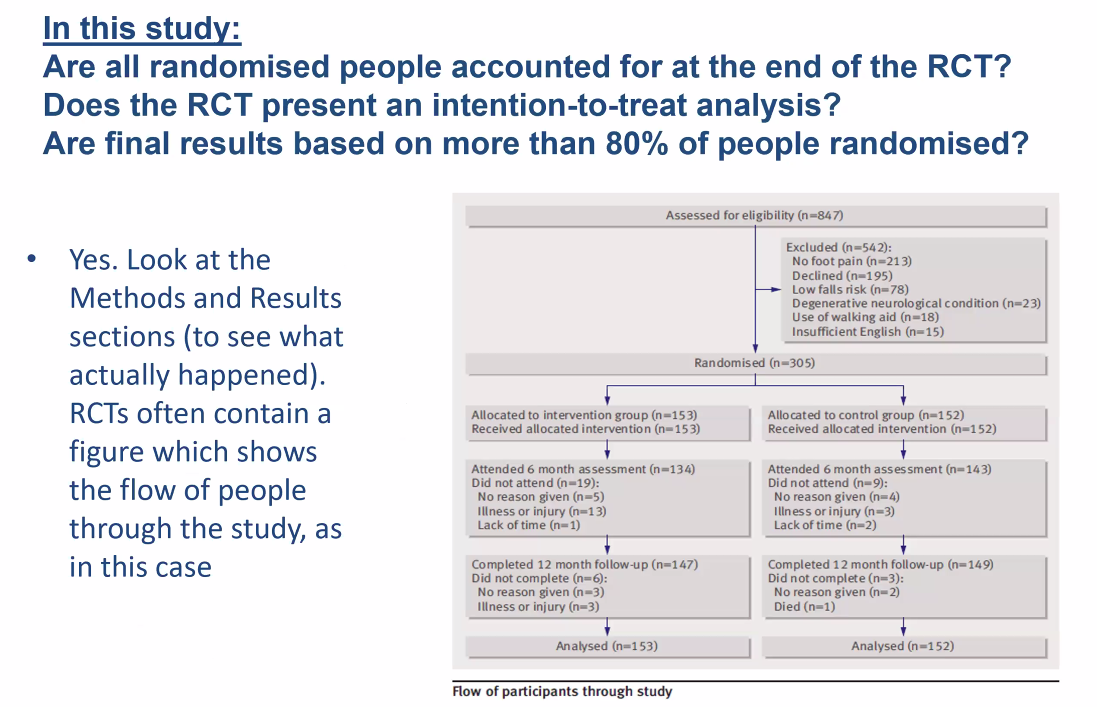 In this study:
Are all randomised people accounted for at the end of the RCT?
Does the RCT present an intention-to-treat analysis?
Are final results based on more than 80% of people randomised?
• Yes. Look at the
Methods and Results
sections (to see what
actually happened).
RCTs often contain a
figure which shows
the flow of people
through the study, as
in this case
Assessed for eligibility (n=847)
Excluded (n=542):
No foot pain (n=213)
Declined (n=195)
Low falls risk (n=78)
Degenerative neurological condition (n=23)
Use of walking aid (n=18)
Insufficient English (n=15)
Randomised (n=305)
Allocated to intervention group (n=153)
Received allocated intervention (n=153)
Allocated to control group (n=152)
Received allocated intervention (n=152)
Attended 6 month assessment (n=134)
Did not attend (n=19):
No reason given (n=5)
Illness or injury (n=13)
Lack of time (n=1)
Attended 6 month assessment (n=143)
Did not attend (n=9):
No reason given (n=4)
Illness or injury (n=3)
Lack of time (n=2)
Completed 12 month follow-up (n=147)
Did not complete (n=6):
No reason given (n=3)
Illness or injury (n=3)
Completed 12 month follow-up (n=149)
Did not complete (n=3):
No reason given (n=2)
Died (n=1)
Analysed (n=153)
Analysed (n=152)
Flow of participants through study